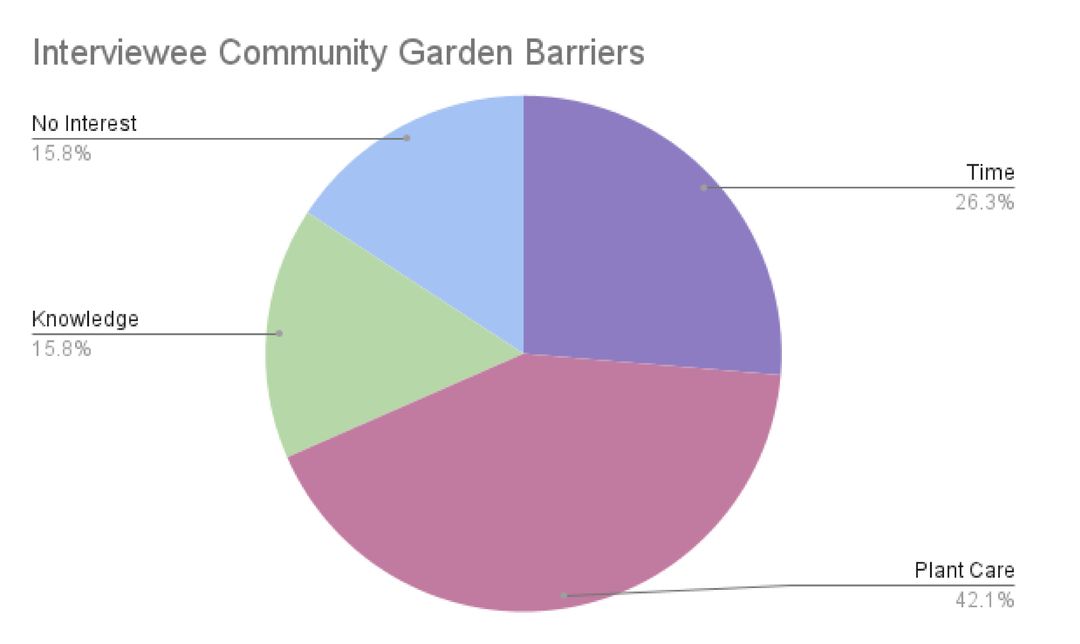 Interviewee Community Garden Barriers
No Interest
15.8%
Time
26.3%
Knowledge
15.8%
Plant Care
42.1%